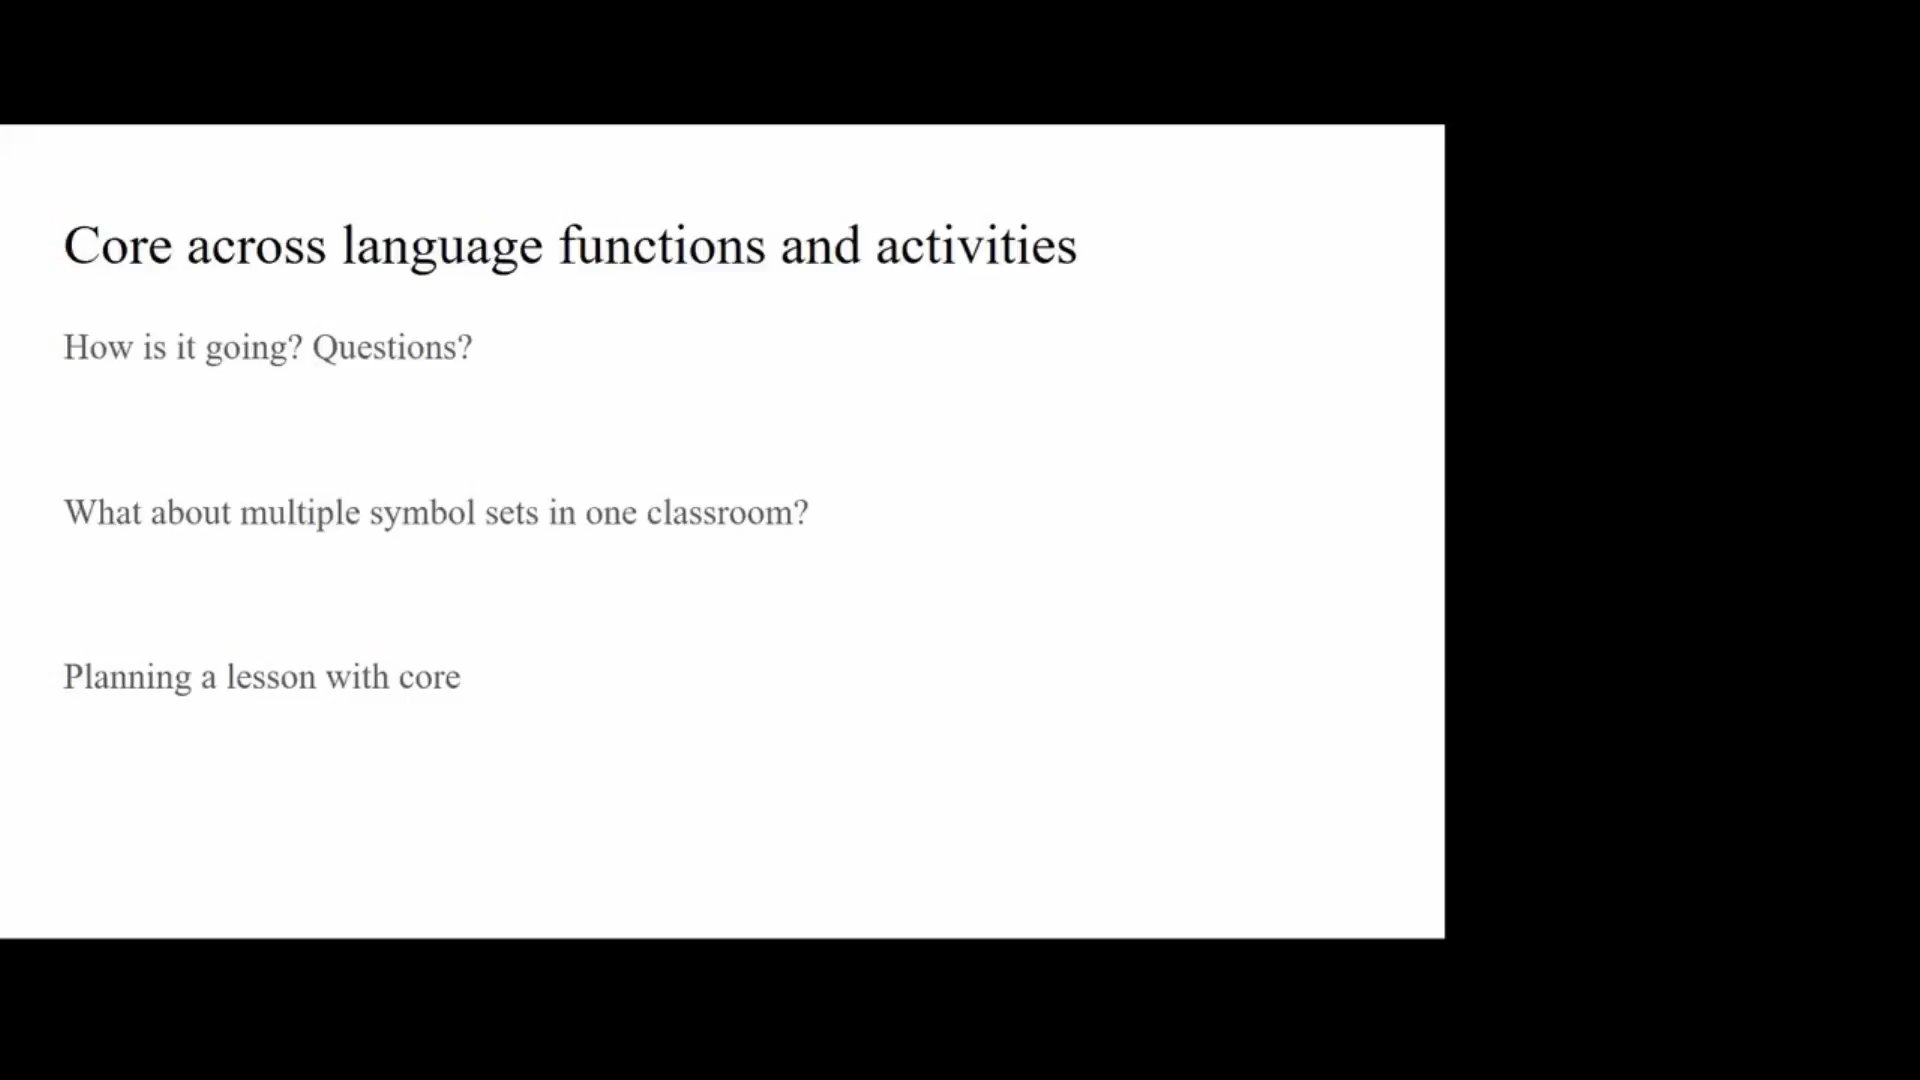 Core across language functions and activities
How is it going? Questions?
What about multiple symbol sets in one classroom?
Planning a lesson with core